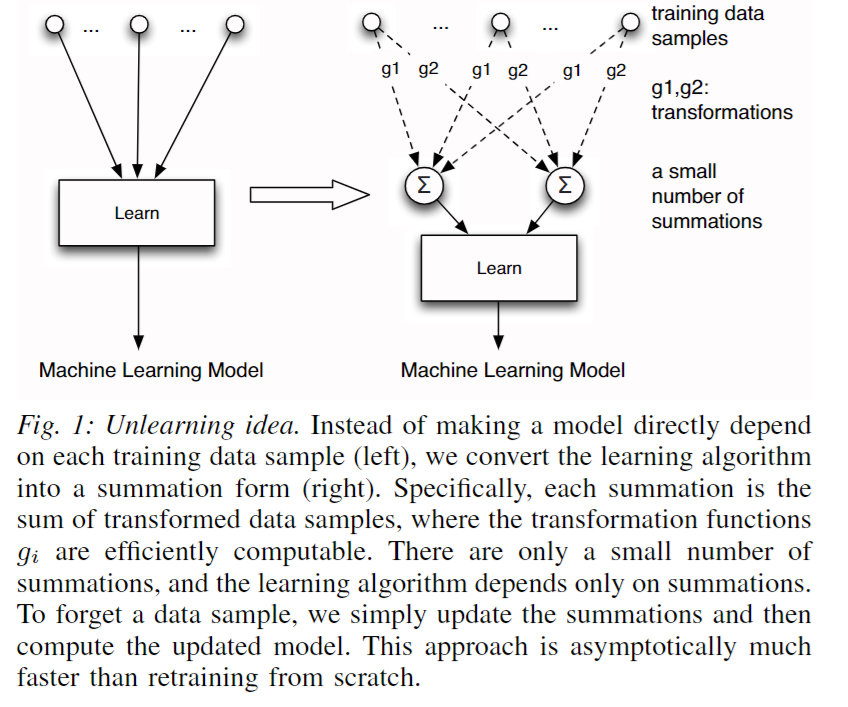 ... ...
... ...
training data
samples
g1 g2 g1 g2 g1 g2
g1,g2:
transformations
Σ Σ
a small
number of
summations
Learn
Learn
Machine Learning Model
Machine Learning Model
Fig. 1: Unlearning idea. Instead of making a model directly depend
on each training data sample (left), we convert the learning algorithm
into a summation form (right). Specifically, each summation is the
sum of transformed data samples, where the transformation functions
gi are efficiently computable. There are only a small number of
summations, and the learning algorithm depends only on summations.
To forget a data sample, we simply update the summations and then
compute the updated model. This approach is asymptotically much
faster than retraining from scratch.